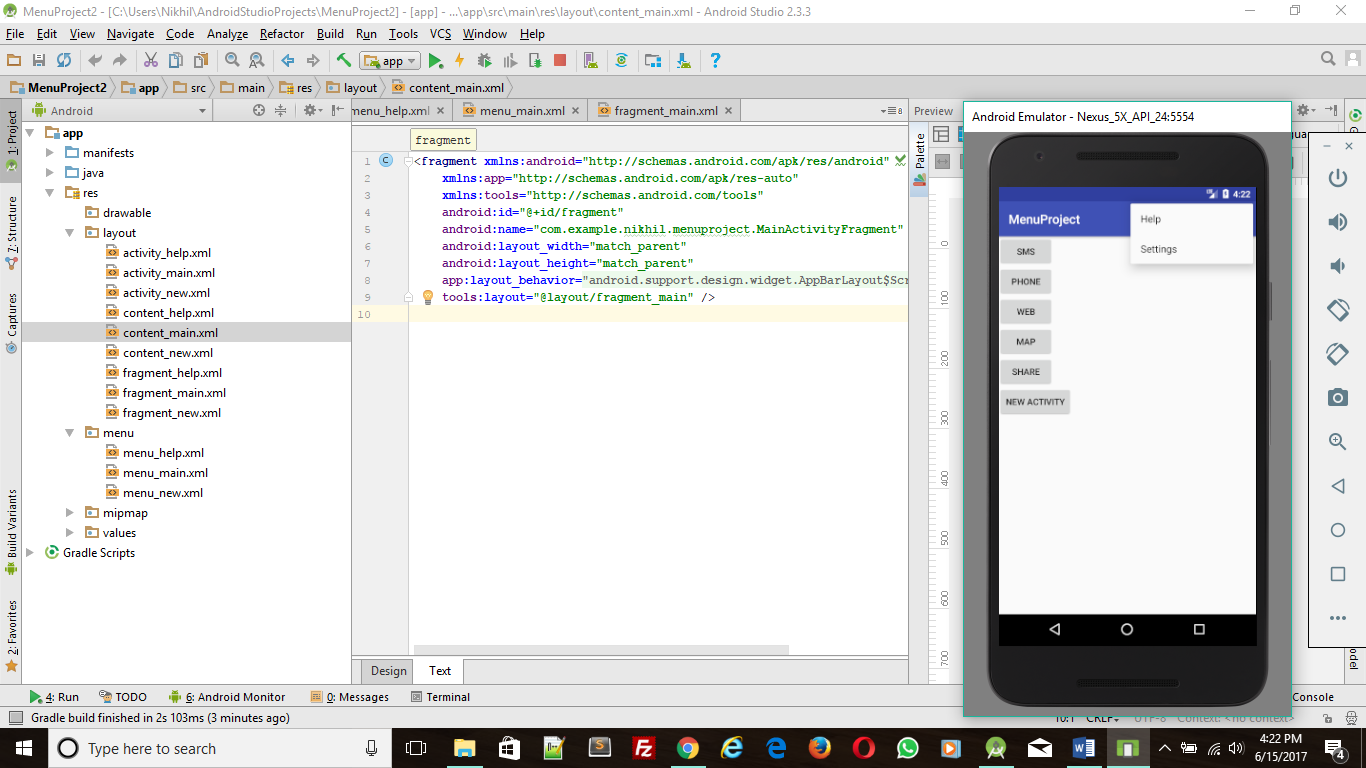 MenuProject2 - [C:\Users\Nikhil\AndroidStudioProjects\MenuProject2] - [app] - ...\app\src\main\res\layout\content_main.xml - Android Studio 2.3.3
File Edit View Navigate Code Analyze Refactor Build Run Tools VCS Window Help
app
MenuProject2 app src main res layout content_main.xml
Android
menu_help.xml menu_main.xml fragment_main.xml
Preview
1: Project
Z: Structure
Captures
Build Variants
2: Favorites
app
manifests
java
res
drawable
layout
activity_help.xml
activity_main.xml
activity_new.xml
content_help.xml
content_main.xml
content_new.xml
fragment_help.xml
fragment_main.xml
fragment_new.xml
menu
menu_help.xml
menu_main.xml
menu_new.xml
mipmap
values
Gradle Scripts
fragment
1 <fragment xmlns:android="http://schemas.android.com/apk/res/android"
2 xmlns:app="http://schemas.android.com/apk/res-auto"
3 xmlns:tools="http://schemas.android.com/tools"
4 android:id="@+id/fragment"
5 android:name="com.example.nikhil.menuproject.MainActivityFragment"
6 android:layout_width="match_parent"
7 android:layout_height="match_parent"
8 app:layout_behavior="android.support.design.widget.AppBarLayout$Scr
9 tools:layout="@layout/fragment_main" />
10
Design Text
Palette
0
100
200
300
400
500
600
700
Android Emulator - Nexus_5X_API_24:5554
4:22
MenuProject
Help
Settings
SMS
PHONE
WEB
MAP
SHARE
NEW ACTIVITY
4: Run TODO 6: Android Monitor 0: Messages Terminal
Console
Gradle build finished in 2s 103ms (3 minutes ago)
10:1 CRLF UTF-8 Context: <no context>
Type here to search
4:22 PM
6/15/2017
4